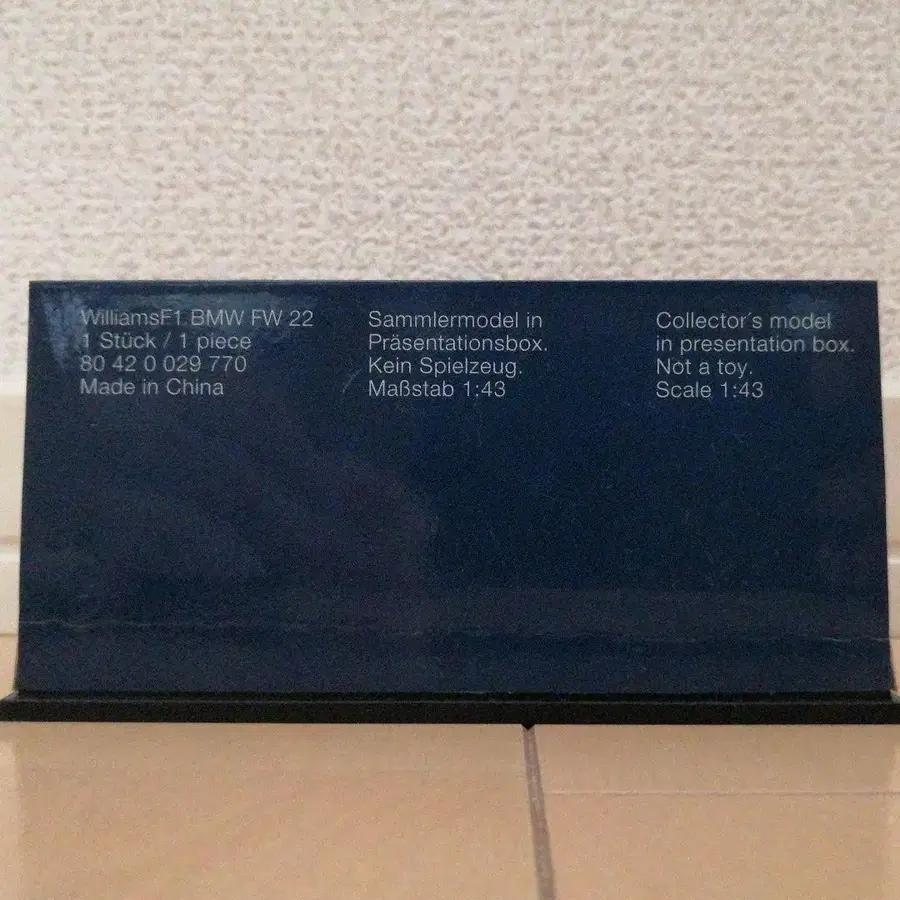 WilliamsF1 BMW FW 22
1 Stück / 1 piece
80 42 0 029 770
Made in China
Sammlermodel in
Präsentationsbox.
Kein Spielzeug.
Maßstab 1:43
Collector´s model
in presentation box.
Not a toy.
Scale 1:43